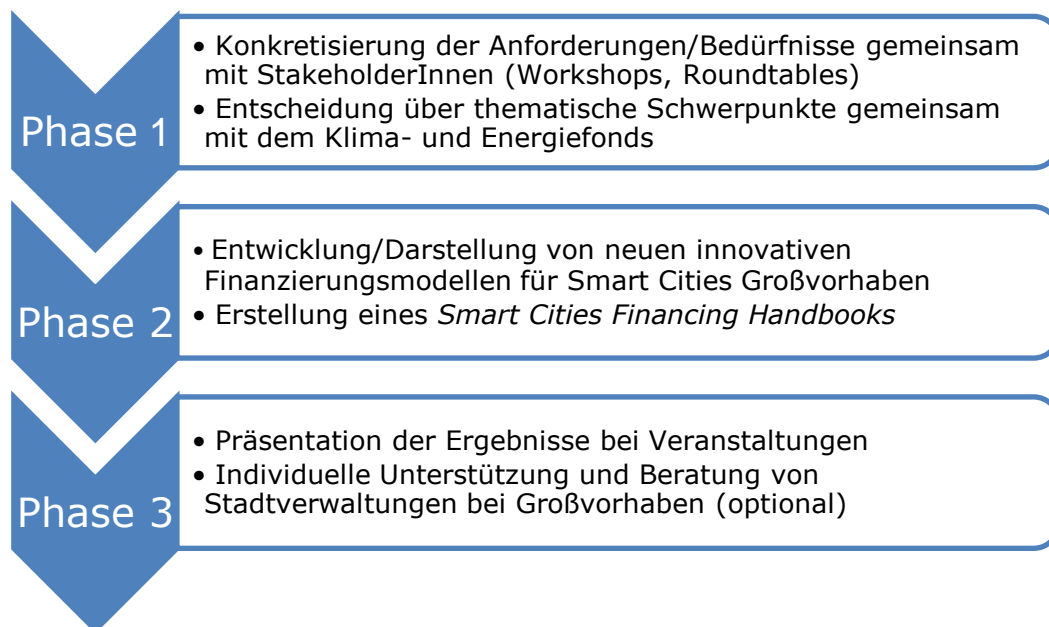 Phase 1
• Konkretisierung der Anforderungen/Bedürfnisse gemeinsam
mit StakeholderInnen (Workshops, Roundtables)
• Entscheidung über thematische Schwerpunkte gemeinsam
mit dem Klima- und Energiefonds
Phase 2
• Entwicklung/Darstellung von neuen innovativen
Finanzierungsmodellen für Smart Cities Großvorhaben
• Erstellung eines Smart Cities Financing Handbooks
Phase 3
• Präsentation der Ergebnisse bei Veranstaltungen
• Individuelle Unterstützung und Beratung von
Stadtverwaltungen bei Großvorhaben (optional)